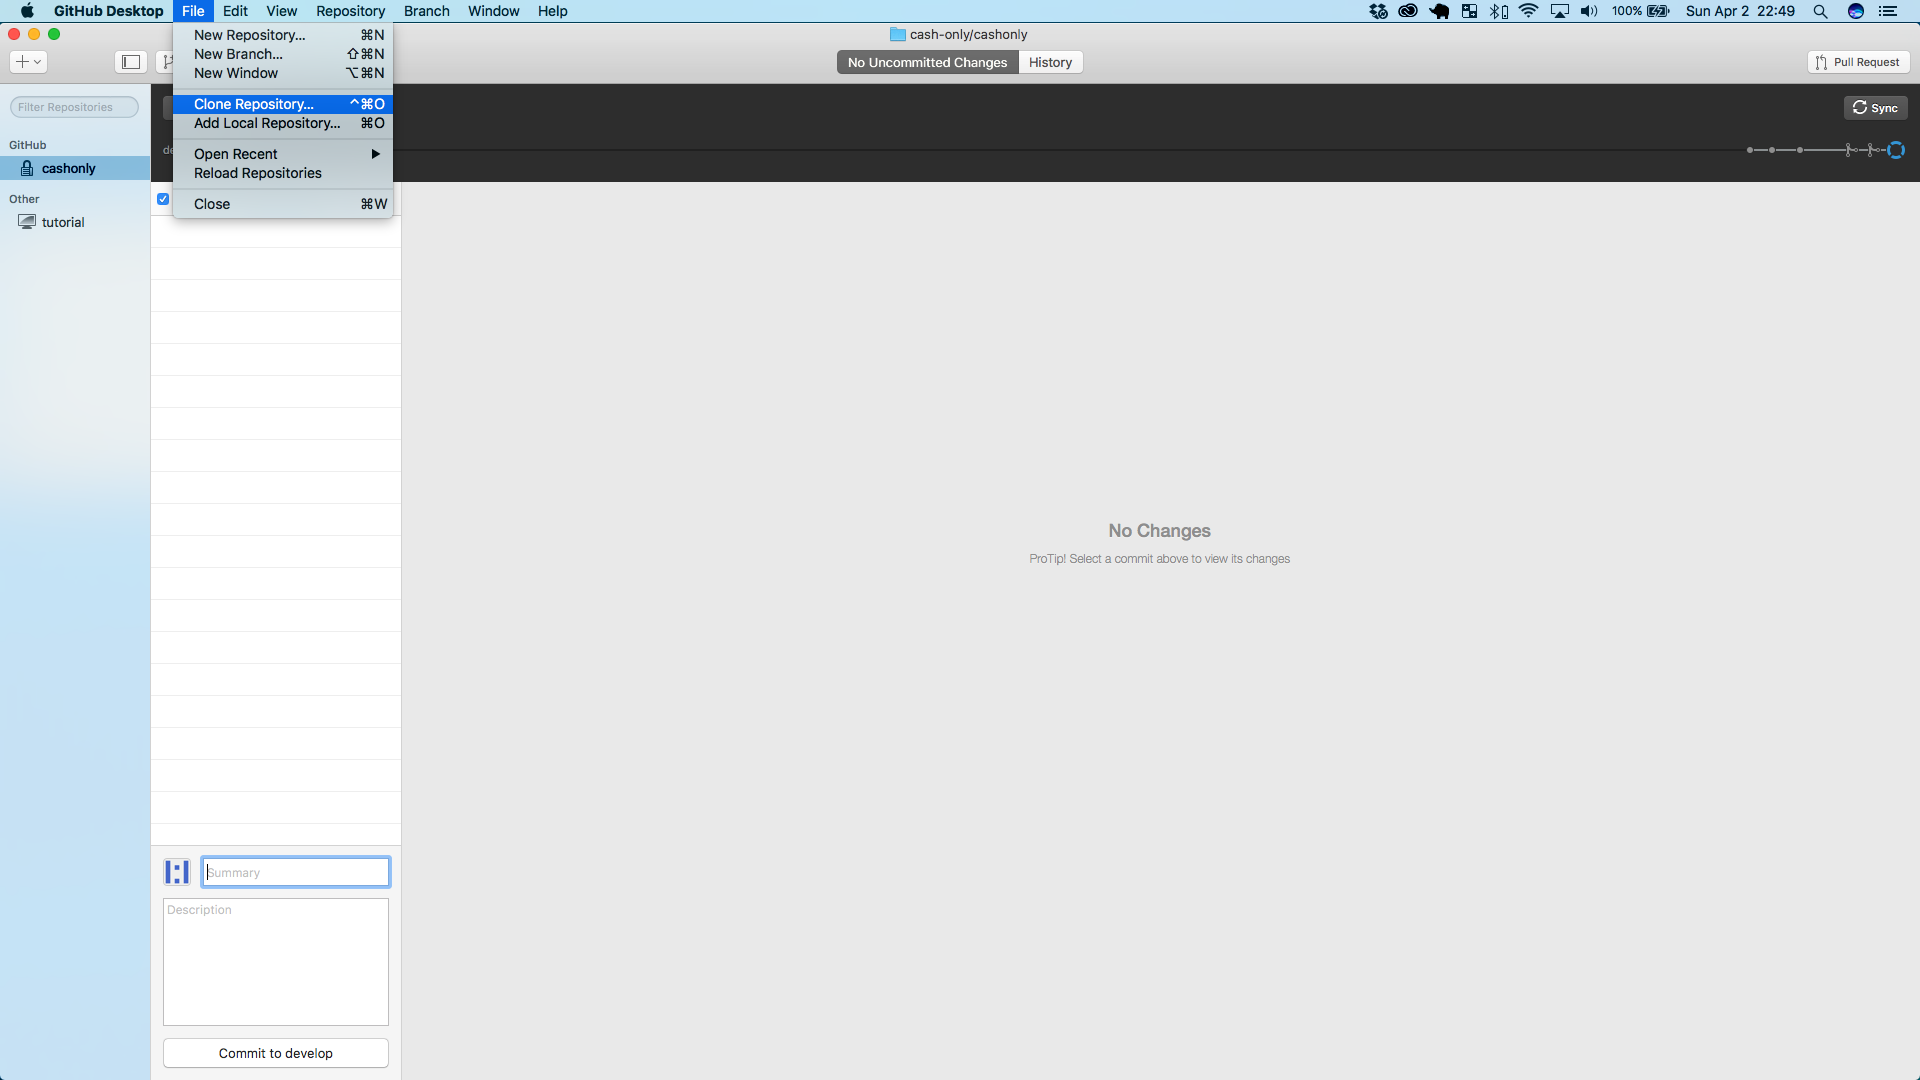 GitHub Desktop File Edit View Repository Branch Window Help 100% Sun Apr 2 22:49
cash-only/cashonly
No Uncommitted Changes History Pull Request
New Repository... ⌘N
New Branch... ⇧⌘N
New Window ⌥⌘N
Clone Repository... ^⌘O
Add Local Repository... ⌘O
Open Recent ▶
Reload Repositories
Close ⌘W
Filter Repositories
Sync
GitHub
cashonly
Other
tutorial
No Changes
ProTip! Select a commit above to view its changes
Summary
Description
Commit to develop